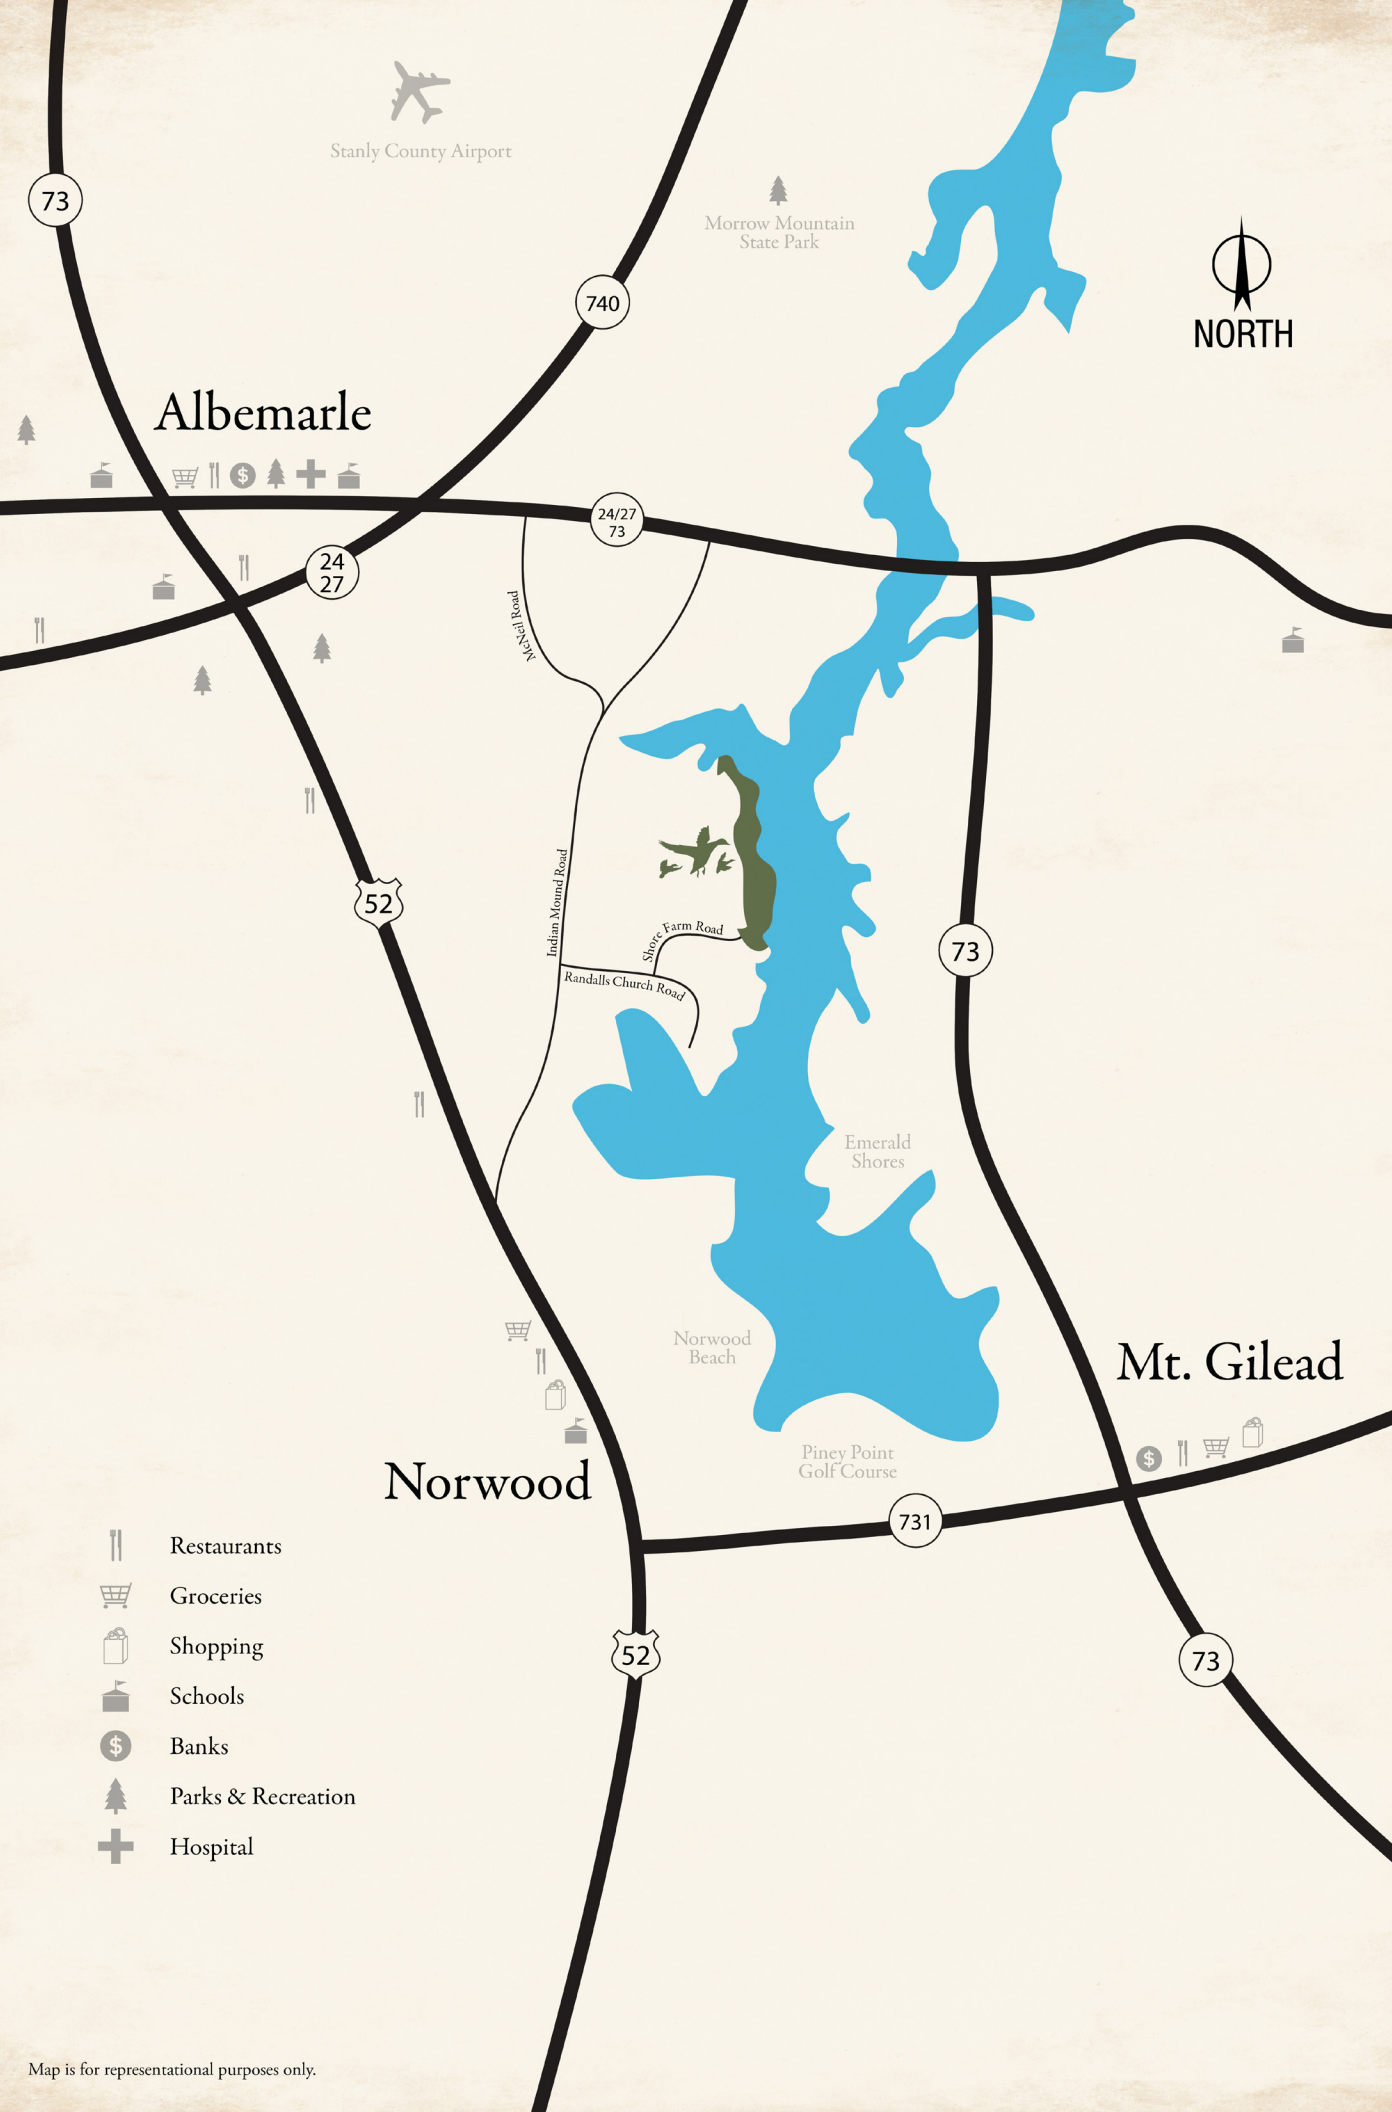 Stanly County Airport
73
Morrow Mountain
State Park
740
NORTH
Albemarle
$
24/27
73
24
27
McNeil Road
Indian Mound Road
52
Shore Farm Road
73
Randalls Church Road
Emerald
Shores
Norwood
Beach
Mt. Gilead
$
Piney Point
Golf Course
Norwood
731
Restaurants
Groceries
Shopping
52
73
Schools
$
Banks
Parks & Recreation
Hospital
Map is for representational purposes only.